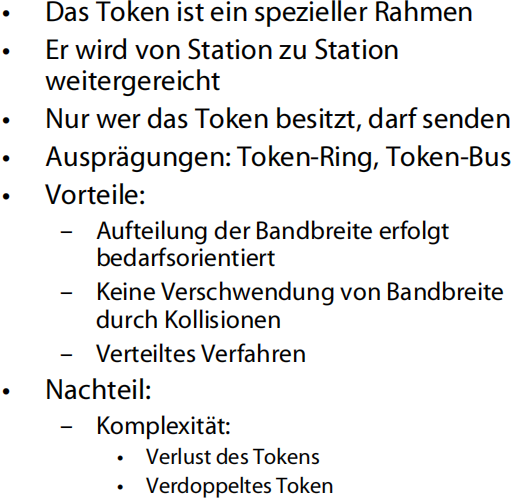 • Das Token ist ein spezieller Rahmen
• Er wird von Station zu Station
weitergereicht
• Nur wer das Token besitzt, darf senden
• Ausprägungen: Token-Ring, Token-Bus
• Vorteile:
– Aufteilung der Bandbreite erfolgt
bedarfsorientiert
– Keine Verschwendung von Bandbreite
durch Kollisionen
– Verteiltes Verfahren
• Nachteil:
– Komplexität:
• Verlust des Tokens
• Verdoppeltes Token